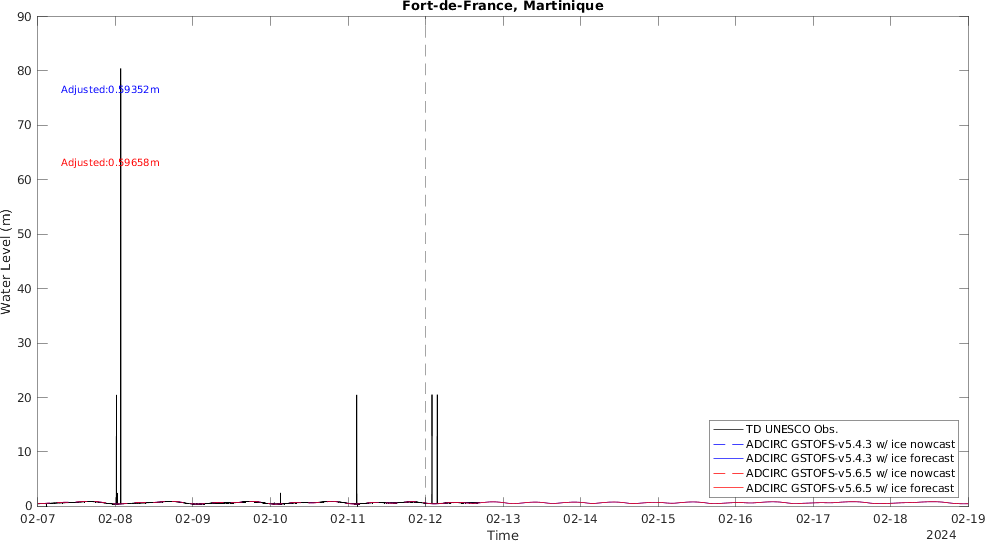 Fort-de-France, Martinique
90
80
70
60
50
40
30
20
10
0
Water Level (m)
Adjusted:0.59352m
Adjusted:0.59658m
TD UNESCO Obs.
ADCIRC GSTOFS-v5.4.3 w/ ice nowcast
ADCIRC GSTOFS-v5.4.3 w/ ice forecast
ADCIRC GSTOFS-v5.6.5 w/ ice nowcast
ADCIRC GSTOFS-v5.6.5 w/ ice forecast
02-07 02-08 02-09 02-10 02-11 02-12 02-13 02-14 02-15 02-16 02-17 02-18 02-19
Time
2024